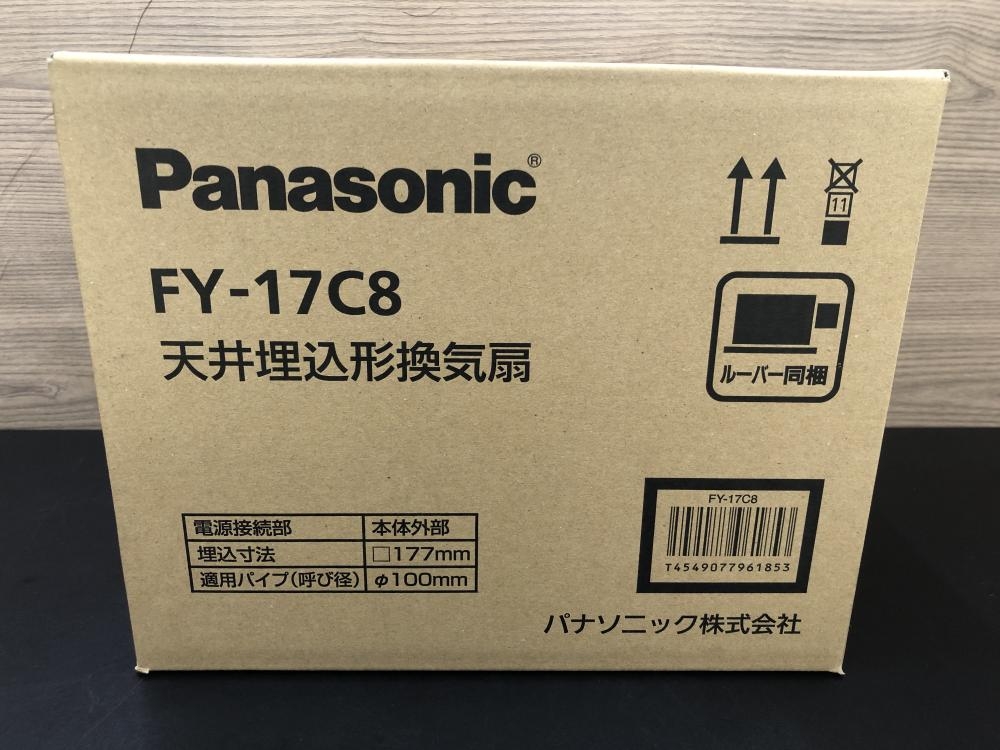 Panasonic®
FY-17C8
天井埋込形換気扇
11
ルーバー同梱
電源接続部 本体外部
埋込寸法 □177mm
適用パイプ(呼び径) φ100mm
FY-17C8
T4549077961853
パナソニック株式会社